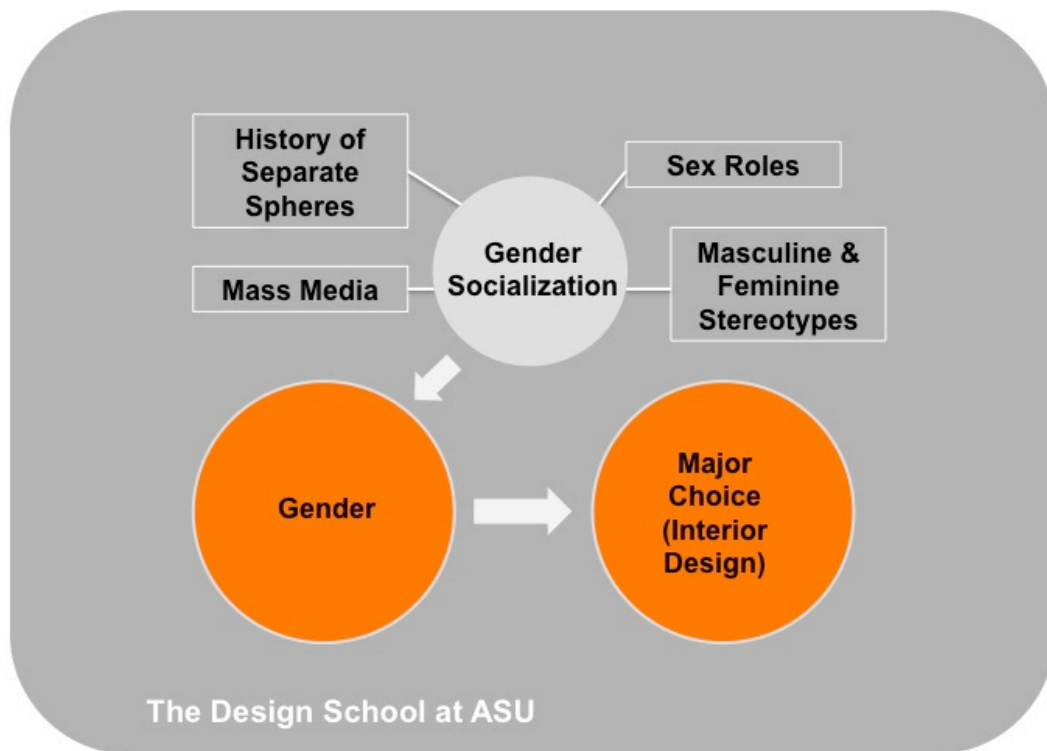 History of
Separate
Spheres
Sex Roles
Gender
Socialization
Mass Media
Masculine &
Feminine
Stereotypes
Gender
Major
Choice
(Interior
Design)
The Design School at ASU